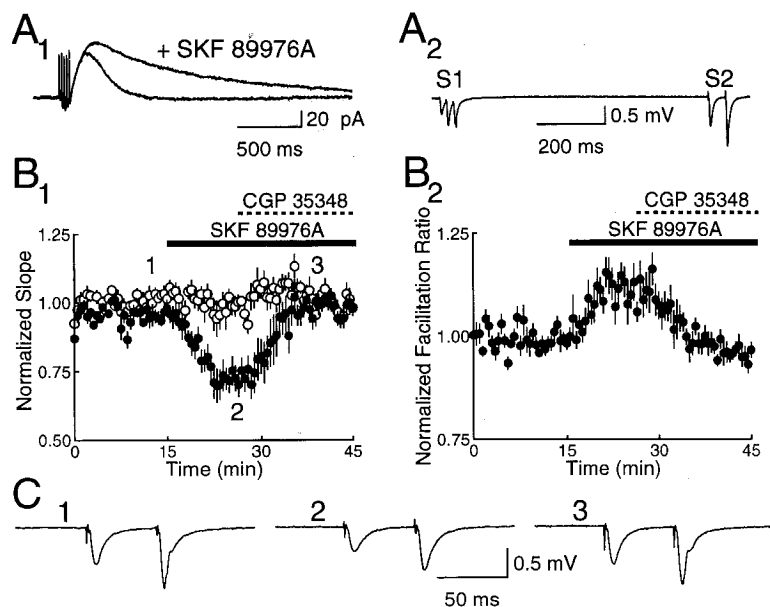 A1
+ SKF 89976A
20 pA
500 ms
A2
S1
S2
0.5 mV
200 ms
B1
CGP 35348
SKF 89976A
1
3
2
1.25
1.00
0.75
0.50
Normalized Slope
0
15
30
45
Time (min)
B2
CGP 35348
SKF 89976A
1.25
1.00
0.75
Normalized Facilitation Ratio
0
15
30
45
Time (min)
C
1
2
3
0.5 mV
50 ms